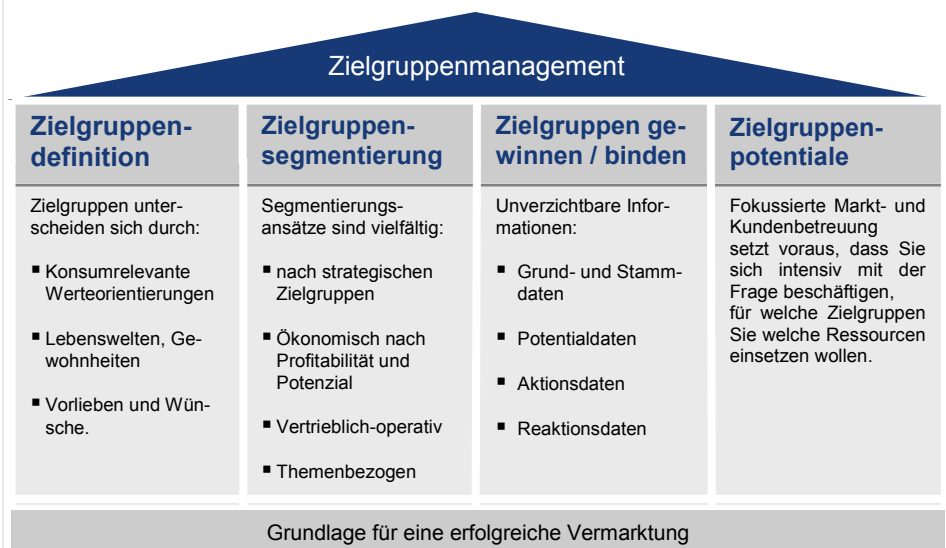 Zielgruppenmanagement
Zielgruppen-
definition
Zielgruppen unter-
scheiden sich durch:
▪ Konsumrelevante
Werteorientierungen
▪ Lebenswelten, Ge-
wohnheiten
▪ Vorlieben und Wün-
sche.
Zielgruppen-
segmentierung
Segmentierungs-
ansätze sind vielfältig:
▪ nach strategischen
Zielgruppen
▪ Ökonomisch nach
Profitabilität und
Potenzial
▪ Vertrieblich-operativ
▪ Themenbezogen
Zielgruppen ge-
winnen / binden
Unverzichtbare Infor-
mationen:
▪ Grund- und Stamm-
daten
▪ Potentialdaten
▪ Aktionsdaten
▪ Reaktionsdaten
Zielgruppen-
potentiale
Fokussierte Markt- und
Kundenbetreuung
setzt voraus, dass Sie
sich intensiv mit der
Frage beschäftigen,
für welche Zielgruppen
Sie welche Ressourcen
einsetzen wollen.
Grundlage für eine erfolgreiche Vermarktung